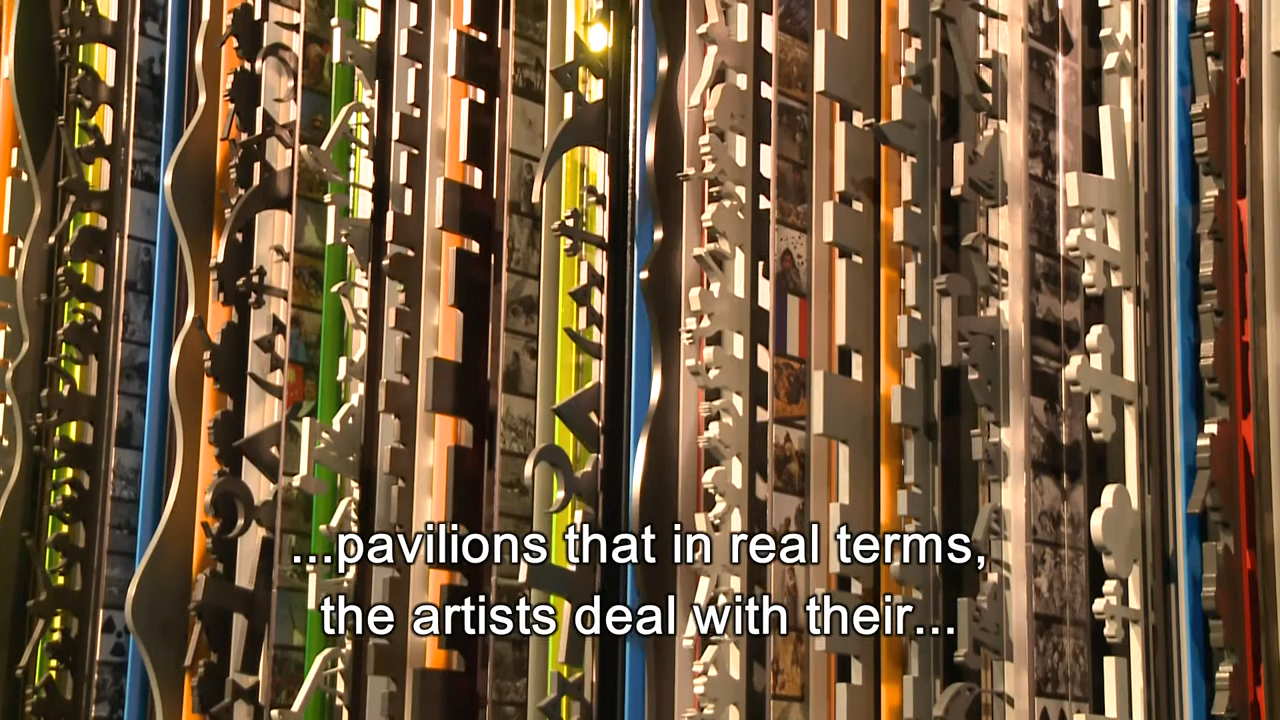 ...pavilions that in real terms,
the artists deal with their...